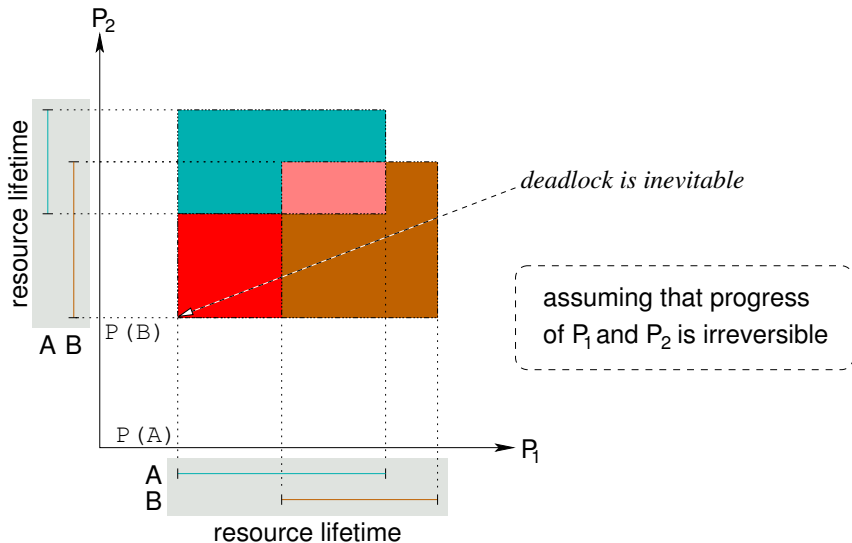 P2
resource lifetime
A B
P (B)
P (A)
P1
A
B
resource lifetime
deadlock is inevitable
assuming that progress
of P1 and P2 is irreversible